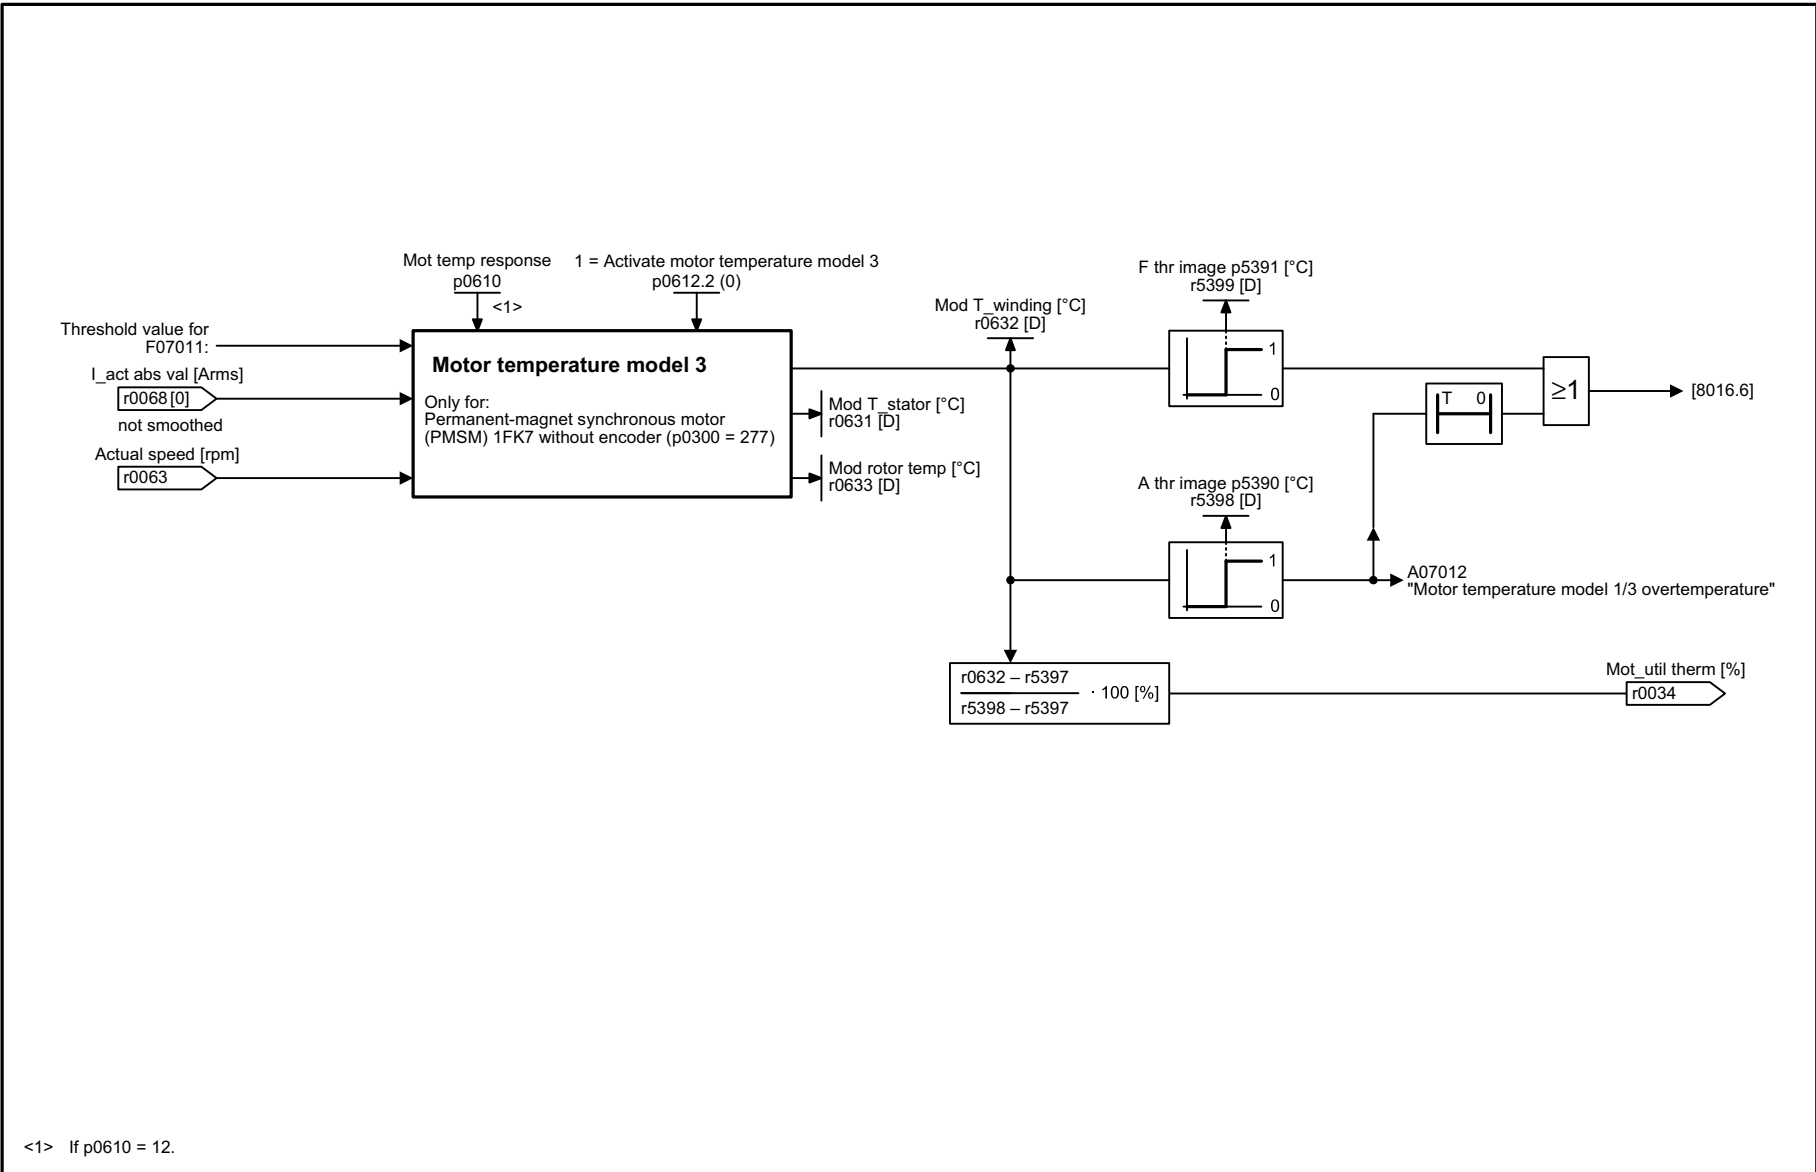 Mot temp response
p0610
<1>
1 = Activate motor temperature model 3
p0612.2 (0)
Threshold value for
F07011:
I_act abs val [Arms]
r0068 [0]
not smoothed
Actual speed [rpm]
r0063
Motor temperature model 3
Only for:
Permanent-magnet synchronous motor
(PMSM) 1FK7 without encoder (p0300 = 277)
Mod T_stator [°C]
r0631 [D]
Mod rotor temp [°C]
r0633 [D]
Mod T_winding [°C]
r0632 [D]
F thr image p5391 [°C]
r5399 [D]
1
0
A thr image p5390 [°C]
r5398 [D]
1
0
T 0
≥1
[8016.6]
A07012
"Motor temperature model 1/3 overtemperature"
r0632 – r5397
r5398 – r5397
· 100 [%]
Mot_util therm [%]
r0034
<1> If p0610 = 12.